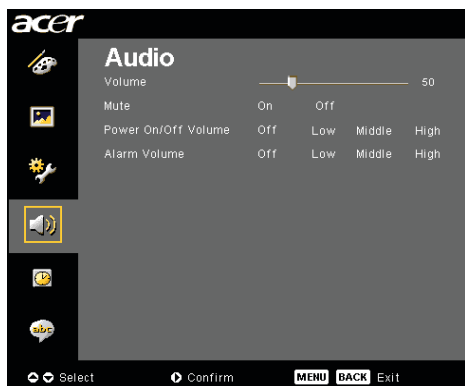 acer
Audio
Volume 50
Mute On Off
Power On/Off Volume Off Low Middle High
Alarm Volume Off Low Middle High
abc
Select Confirm MENU BACK Exit